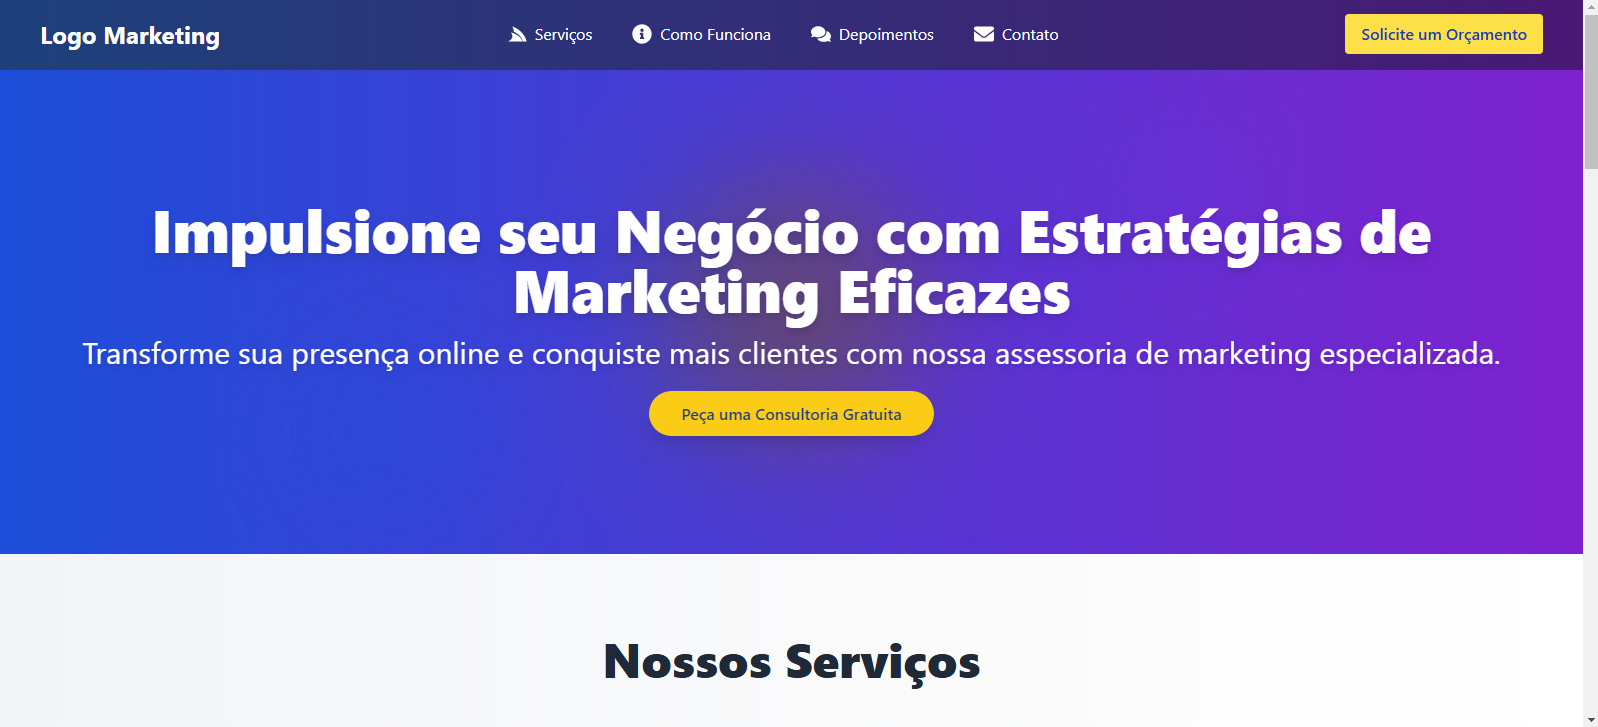 Logo Marketing
Serviços
Como Funciona
Depoimentos
Contato
Solicite um Orçamento
Impulsione seu Negócio com Estratégias de
Marketing Eficazes
Transforme sua presença online e conquiste mais clientes com nossa assessoria de marketing especializada.
Peça uma Consultoria Gratuita
Nossos Serviços